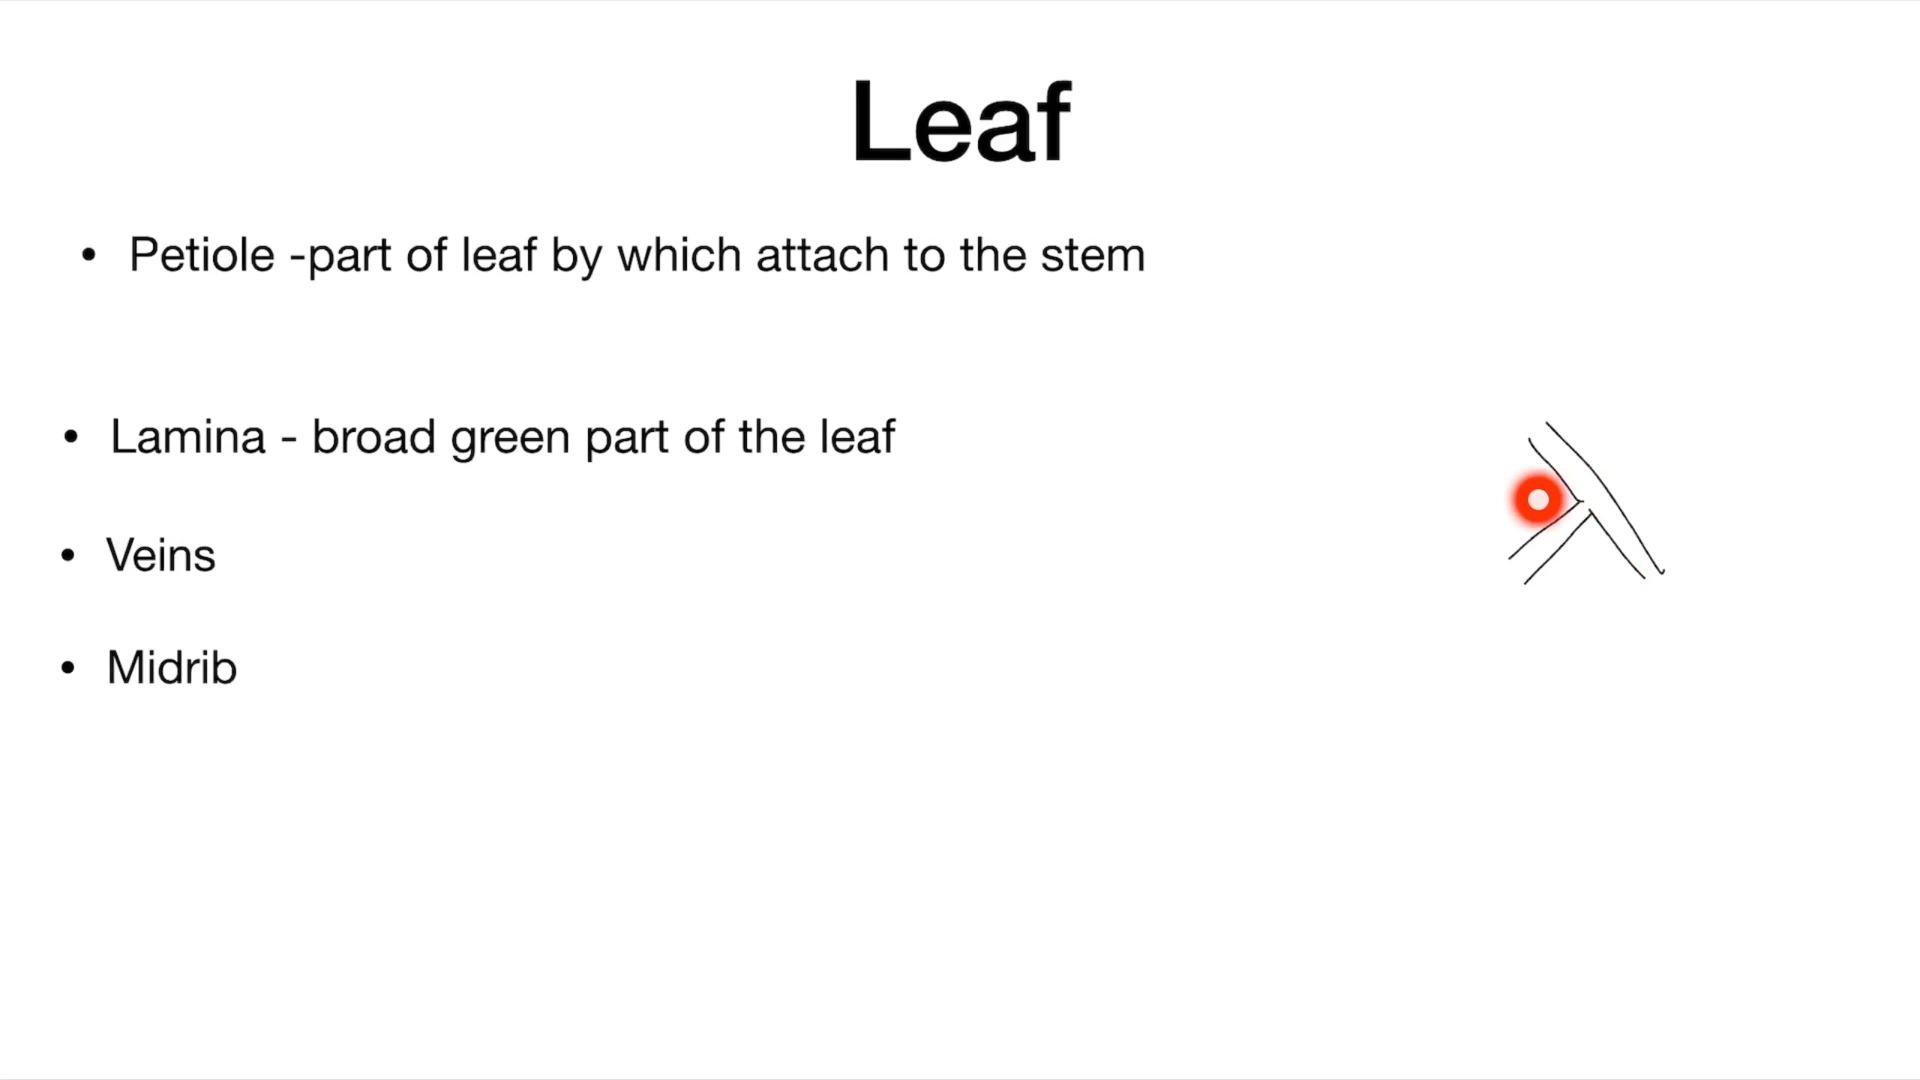 Leaf
• Petiole -part of leaf by which attach to the stem
• Lamina - broad green part of the leaf
• Veins
• Midrib